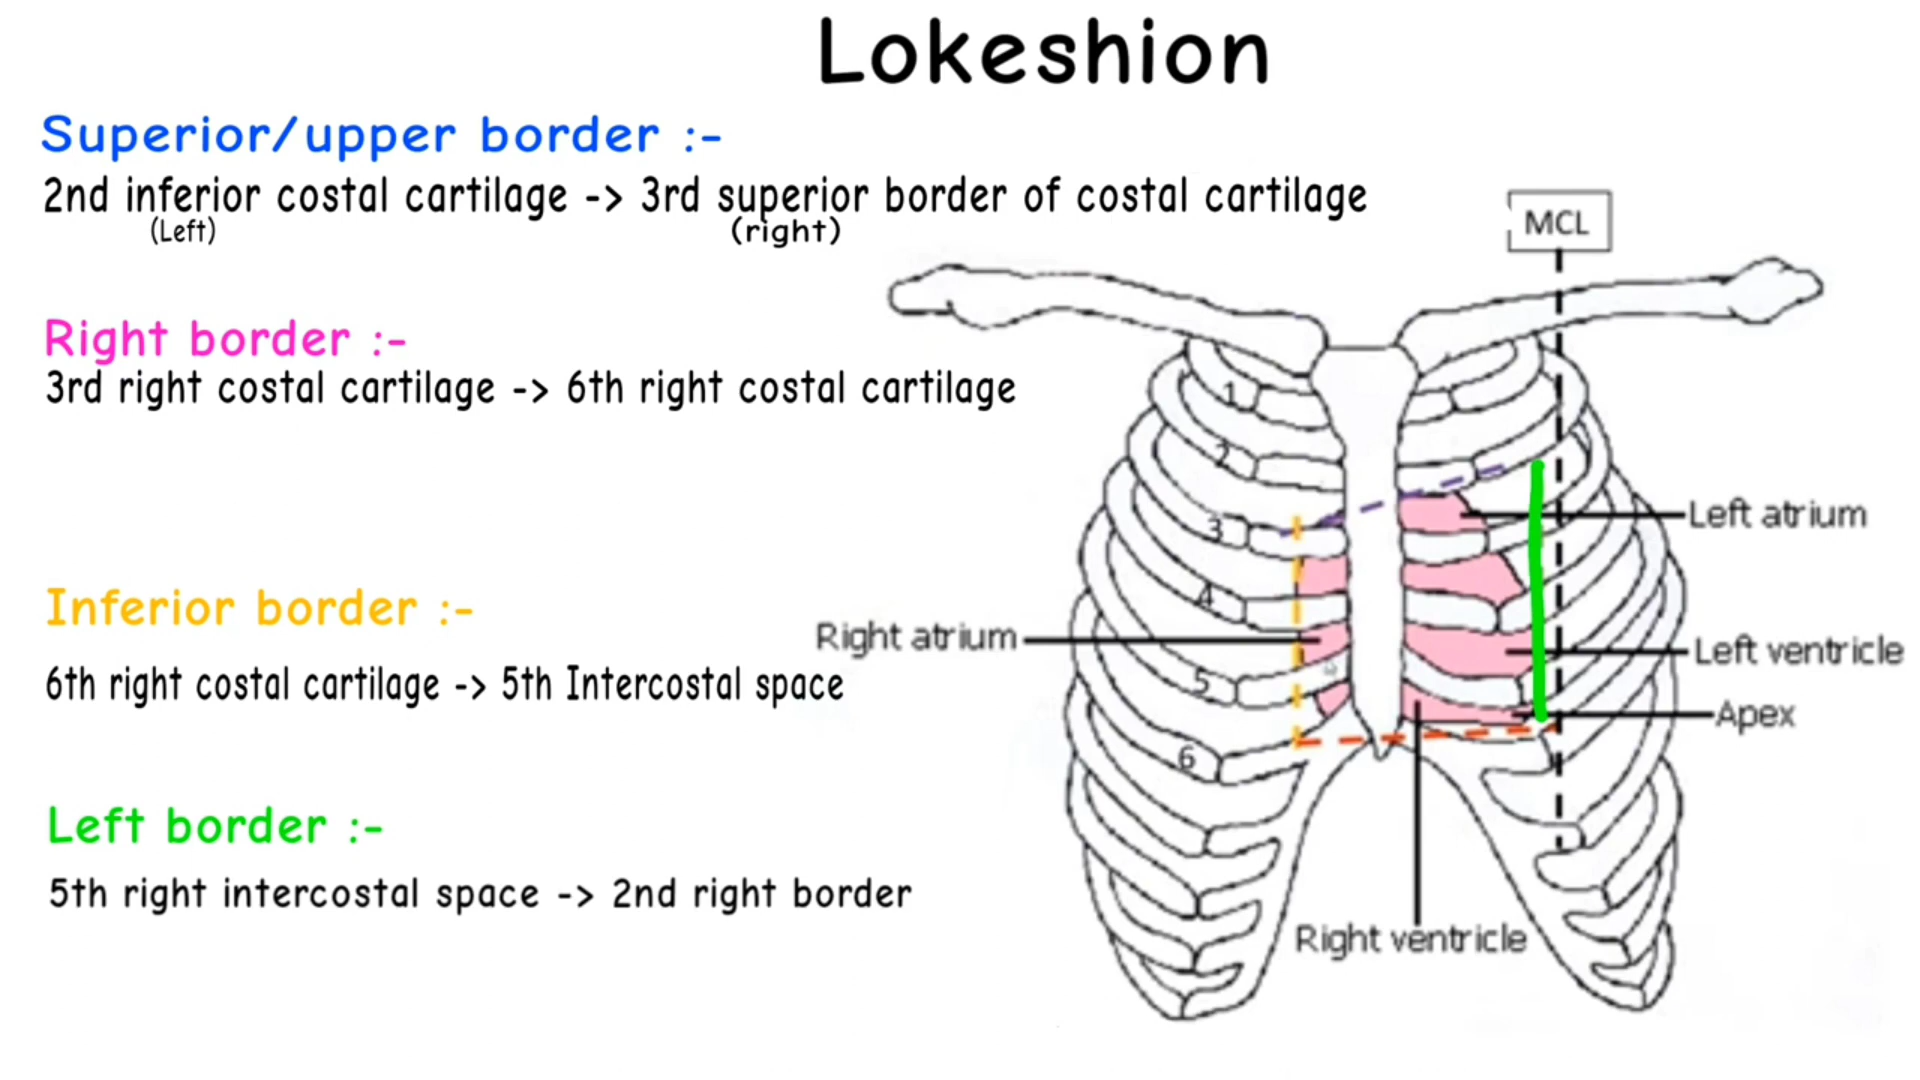 Lokeshion
Superior/upper border :-
2nd inferior costal cartilage -> 3rd superior border of costal cartilage
(Left) (right)
Right border :-
3rd right costal cartilage -> 6th right costal cartilage
Inferior border :-
6th right costal cartilage -> 5th Intercostal space
Left border :-
5th right intercostal space -> 2nd right border
MCL
1
2
3
4
5
6
Left atrium
Right atrium
Left ventricle
Apex
Right ventricle